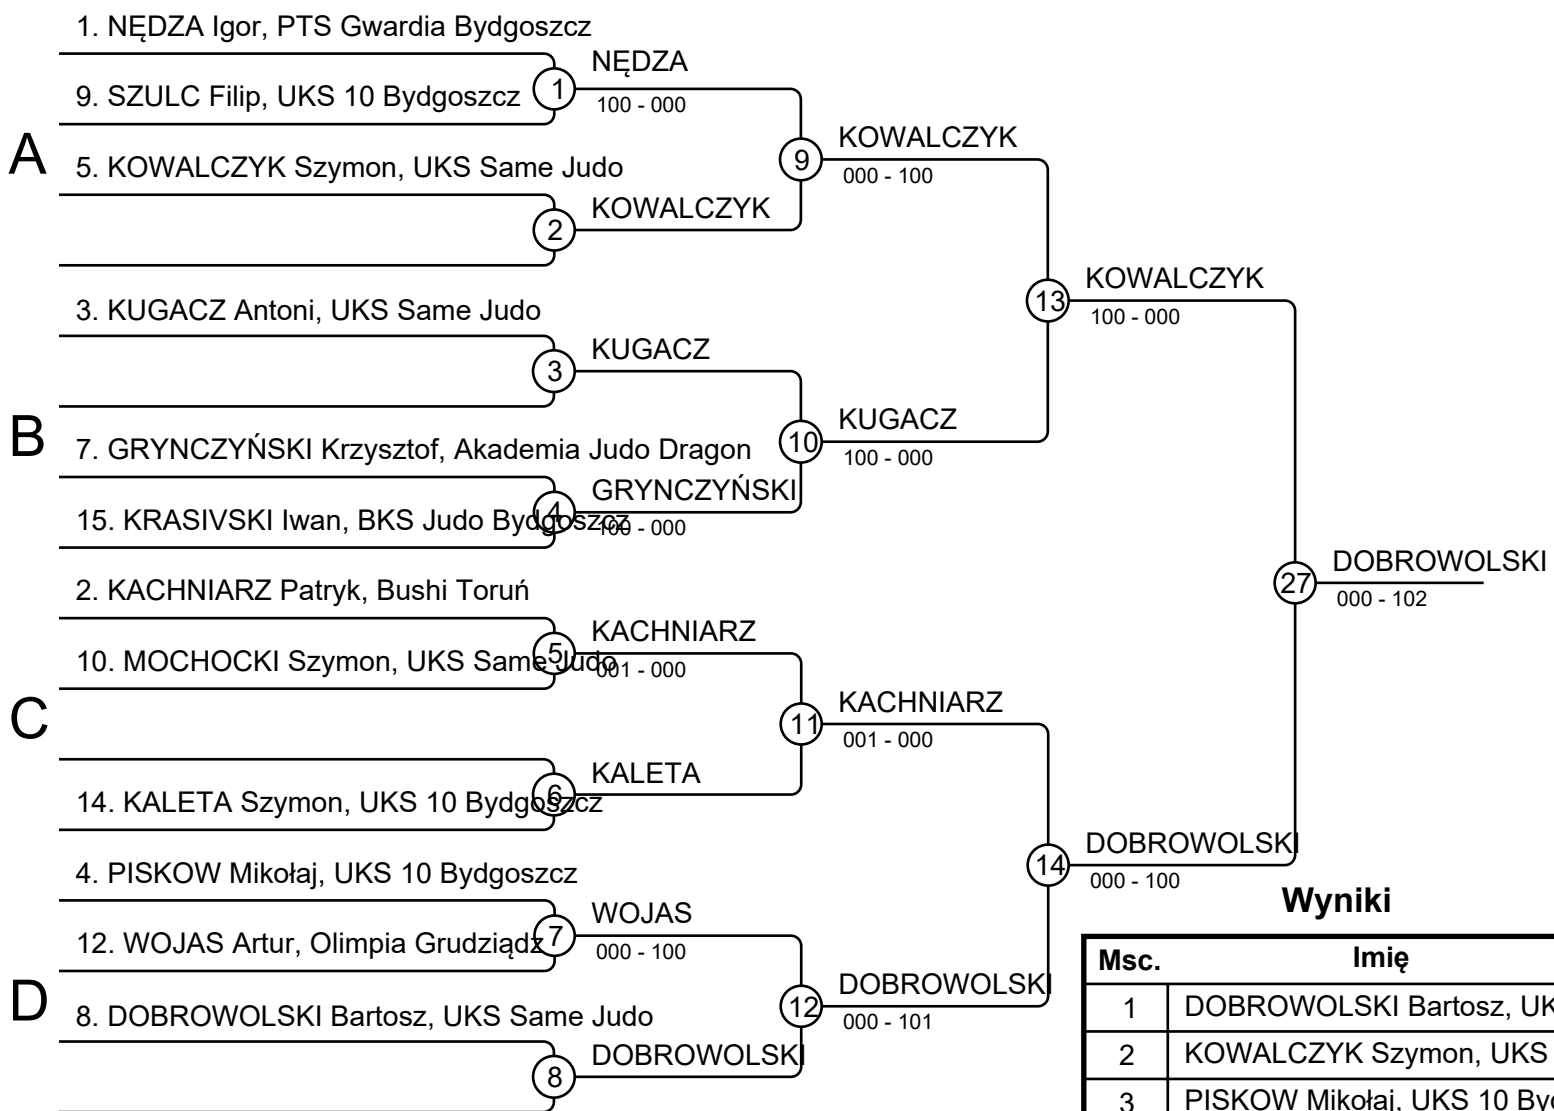 1. NĘDZA Igor, PTS Gwardia Bydgoszcz
NĘDZA
1
9. SZULC Filip, UKS 10 Bydgoszcz
100 - 000
A
KOWALCZYK
9
5. KOWALCZYK Szymon, UKS Same Judo
000 - 100
KOWALCZYK
2
KOWALCZYK
13
3. KUGACZ Antoni, UKS Same Judo
100 - 000
KUGACZ
3
B
KUGACZ
10
7. GRYNCZYŃSKI Krzysztof, Akademia Judo Dragon
100 - 000
GRYNCZYŃSKI
4
15. KRASIVSKI Iwan, BKS Judo Bydgoszcz
100 - 000
DOBROWOLSKI
27
000 - 102
2. KACHNIARZ Patryk, Bushi Toruń
KACHNIARZ
5
10. MOCHOCKI Szymon, UKS Same Judo
001 - 000
C
KACHNIARZ
11
001 - 000
KALETA
6
14. KALETA Szymon, UKS 10 Bydgoszcz
DOBROWOLSKI
14
000 - 100
4. PISKOW Mikołaj, UKS 10 Bydgoszcz
WOJAS
7
12. WOJAS Artur, Olimpia Grudziądz
000 - 100
D
DOBROWOLSKI
12
8. DOBROWOLSKI Bartosz, UKS Same Judo
000 - 101
DOBROWOLSKI
8
Wyniki
Msc. Imię
1 DOBROWOLSKI Bartosz, UK
2 KOWALCZYK Szymon, UKS
3 PISKOW Mikołaj, UKS 10 Byd